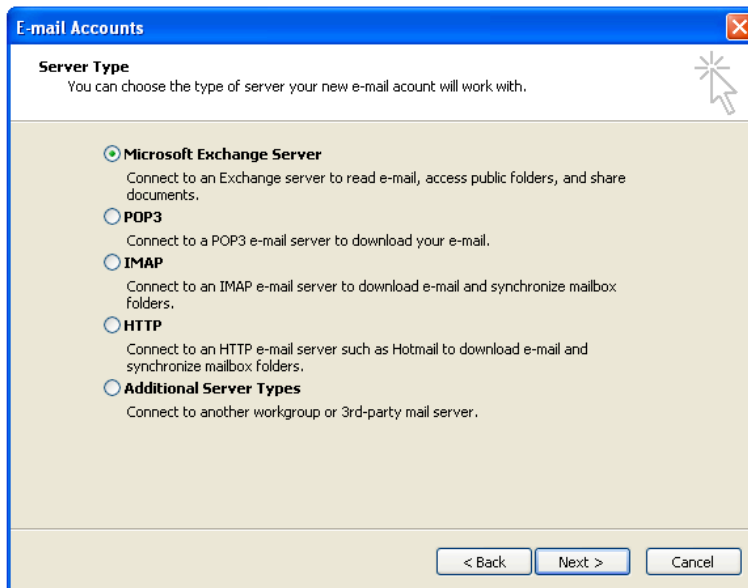 E-mail Accounts
Server Type
You can choose the type of server your new e-mail acount will work with.
Microsoft Exchange Server
Connect to an Exchange server to read e-mail, access public folders, and share
documents.
POP3
Connect to a POP3 e-mail server to download your e-mail.
IMAP
Connect to an IMAP e-mail server to download e-mail and synchronize mailbox
folders.
HTTP
Connect to an HTTP e-mail server such as Hotmail to download e-mail and
synchronize mailbox folders.
Additional Server Types
Connect to another workgroup or 3rd-party mail server.
< Back Next > Cancel